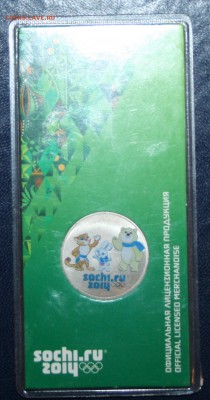 sochi.ru
2014
sochi.ru
2014
ОФИЦИАЛЬНАЯ ЛИЦЕНЗИОННАЯ ПРОДУКЦИЯ
OFFICIAL LICENSED MERCHANDISE